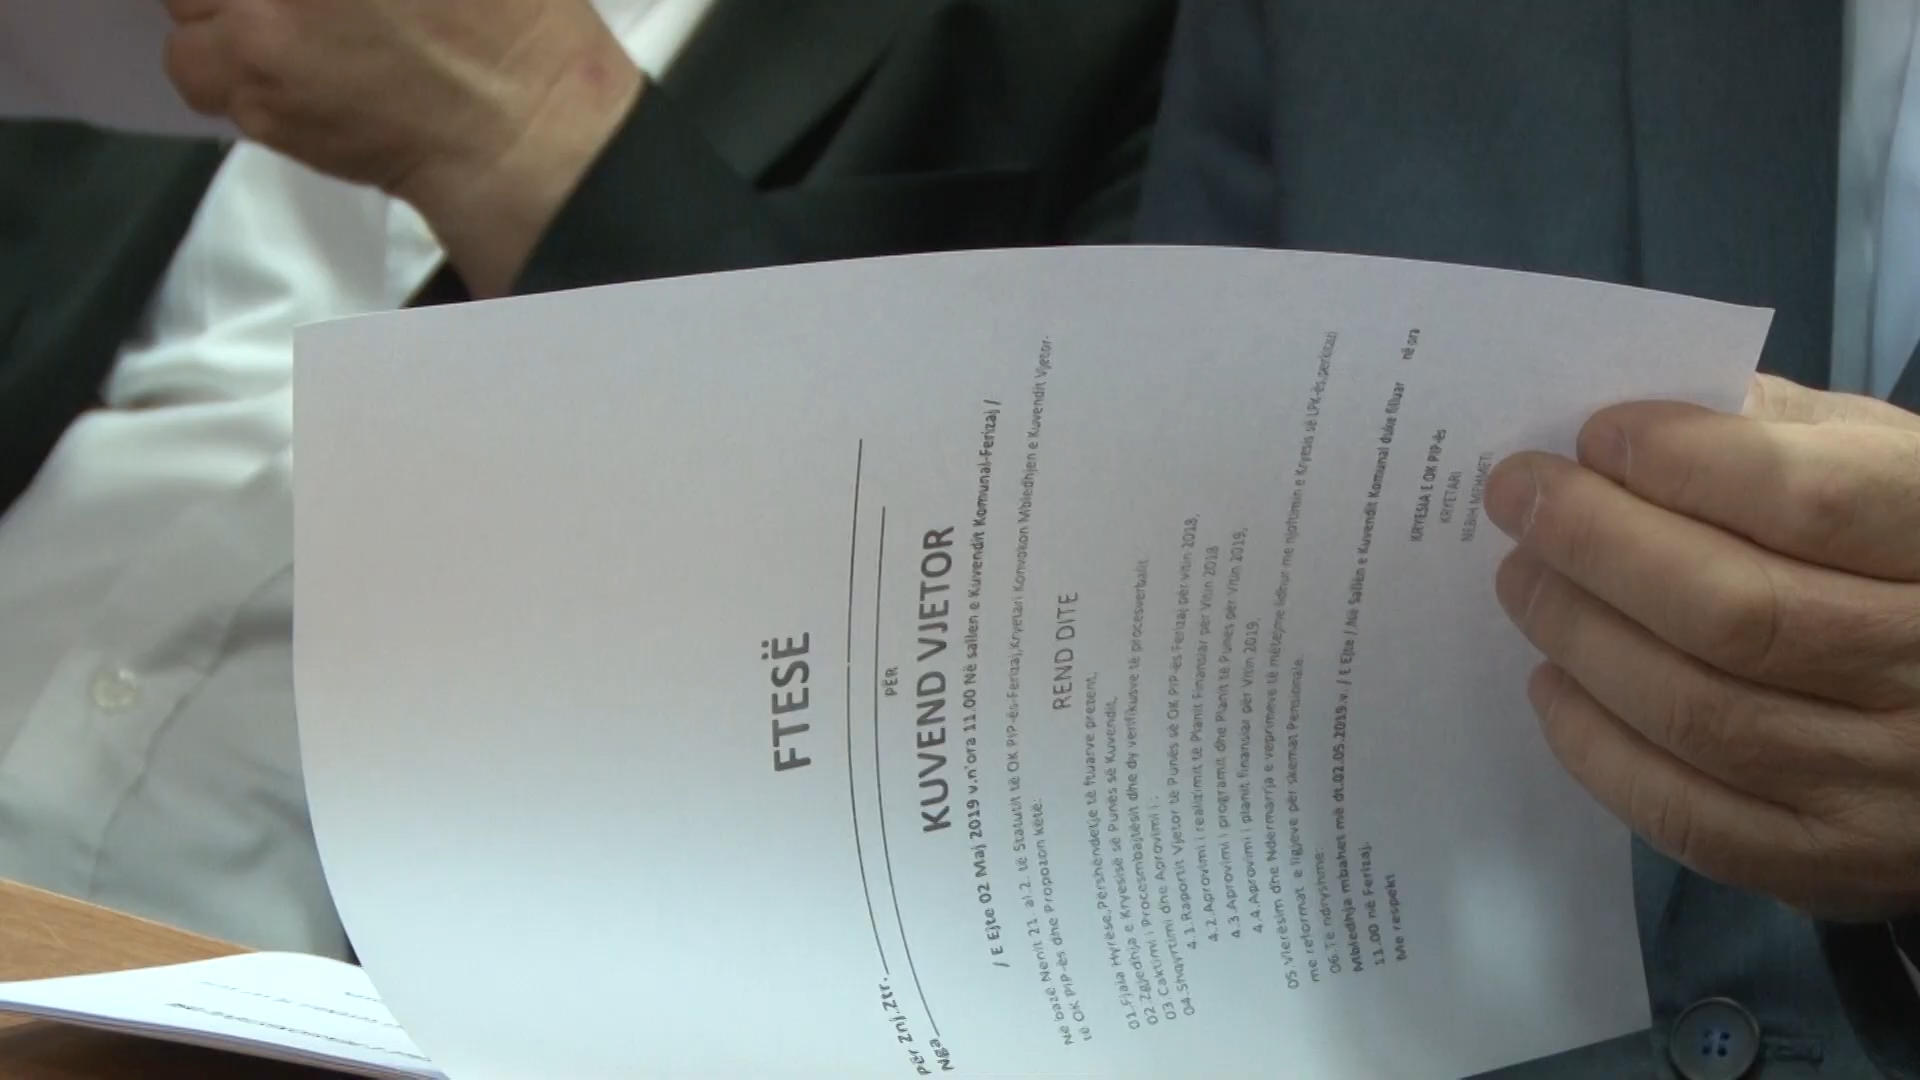 FTESË
Për Znj.Ztr.
Nga
PËR
KUVEND VJETOR
/ E Ejte 02 Maj 2019 v.n'ora 11.00 Në sallen e Kuvendit Komunal-Ferizaj /
Në bazë Nenit 21 al.2. të Statutit të OK PIP-ës-Ferizaj,Kryetari Konvokon Mbledhjen e Kuvendit Vjetor
të OK PIP-ës dhe Propozon këtë:
REND DITE
01.Fjala Hyrëse,Përshëndetje të ftuarve prezent,
02.Zgjedhja e Kryesisë së Punës së Kuvendit,
03 Caktimi i Procesmbajtësit dhe dy verifikusve të procesverbalit
04.Shqyrtimi dhe Aprovimi i :
4.1.Raportit Vjetor të Punës së OK PIP-ës Ferizaj për vitin 2018,
4.2.Aprovimi i realizimit të Planit Financiar për Vitin 2018
4.3.Aprovimi i programit dhe Planit të Punës për Vitin 2019,
4.4.Aprovimi i planit financiar për Vitin 2019,
05.Vlerësim dhe Ndërmarrja e veprimeve të mëtejme lidhur me njoftimin e Kryesis së LPK-ës,përkitazi
me reformat e ligjeve për skemat Pensionale.
06.Të ndryshme:
Mbledhja mbahet më dt.02.05.2019.v. / E Ejte / Në Sallën e Kuvendit Komunal duke filluar në ora
11.00 në Ferizaj.
Me respekt
KRYESIA E OK PIP-ës
KRYETARI
NEBIH MEHMETI